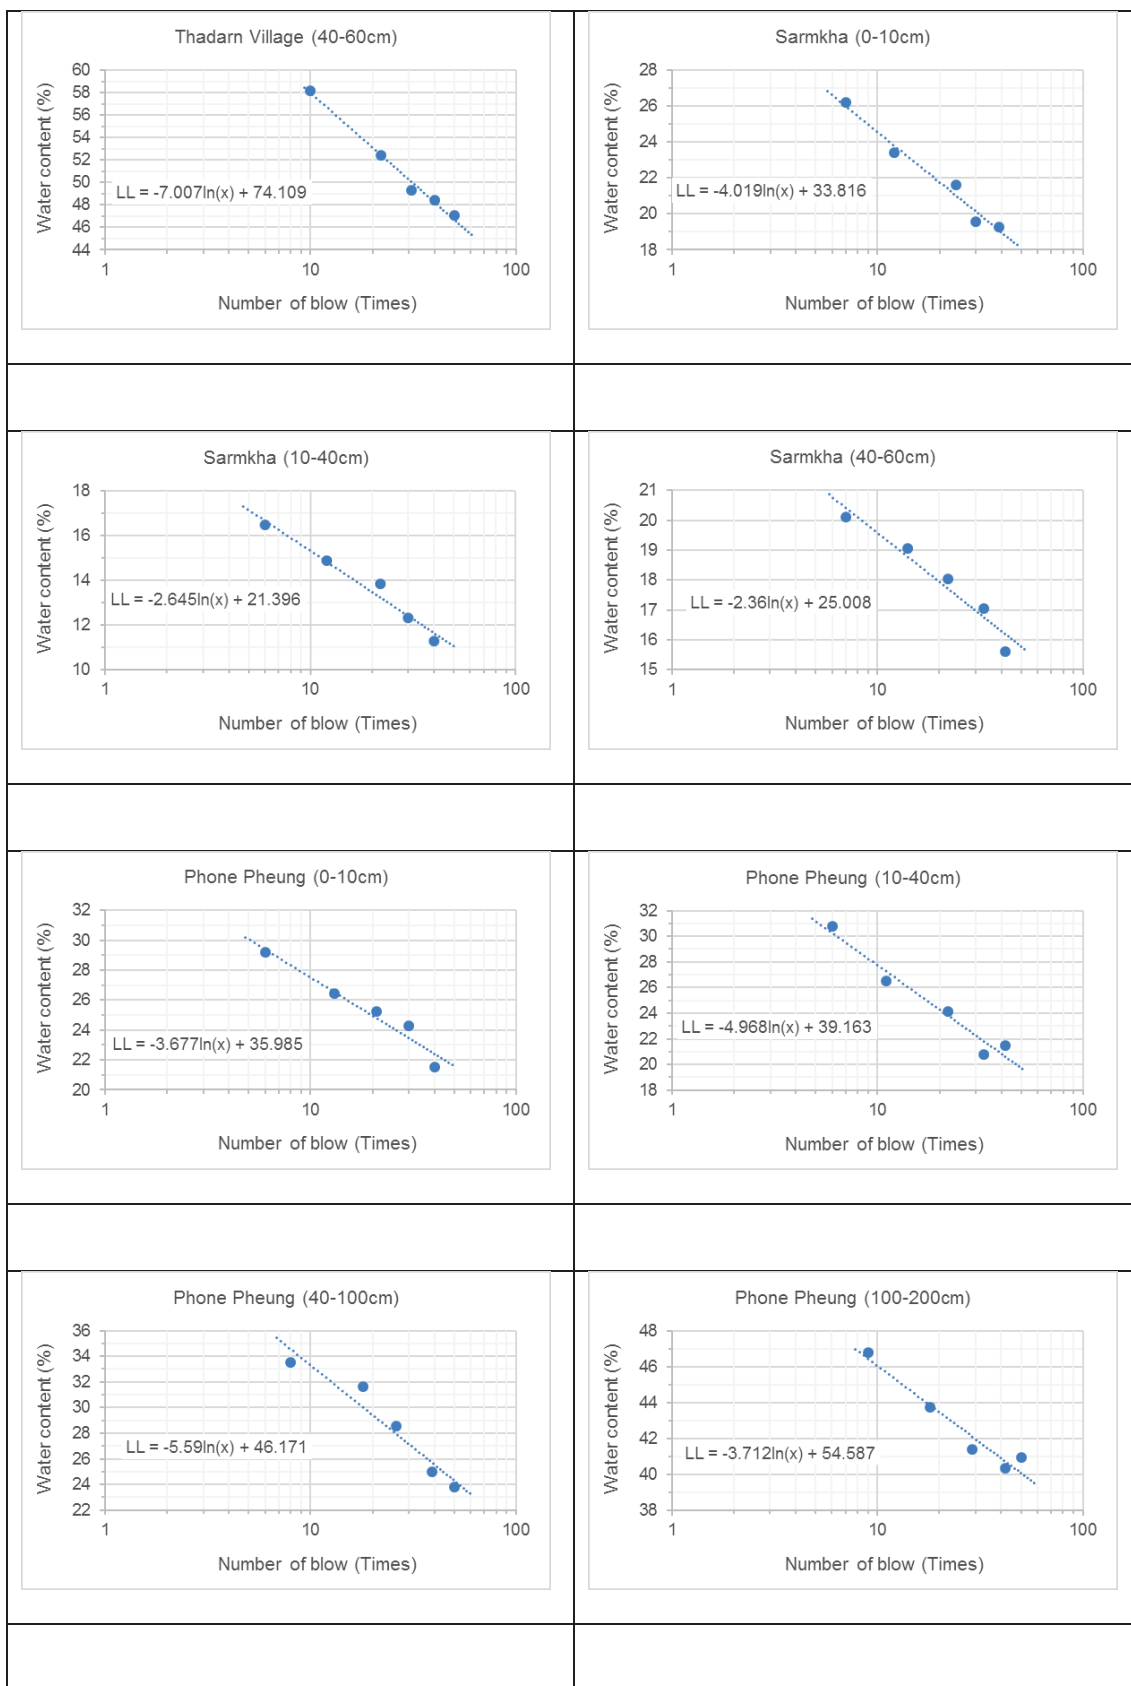 Thadarn Village (40-60cm)
Water content (%)
60
58
56
54
52
50
48
46
44
LL = -7.007ln(x) + 74.109
1
10
100
Number of blow (Times)
Sarmkha (0-10cm)
Water content (%)
28
26
24
22
20
18
LL = -4.019ln(x) + 33.816
1
10
100
Number of blow (Times)
Sarmkha (10-40cm)
Water content (%)
18
16
14
12
10
LL = -2.645ln(x) + 21.396
1
10
100
Number of blow (Times)
Sarmkha (40-60cm)
Water content (%)
21
20
19
18
17
16
15
LL = -2.36ln(x) + 25.008
1
10
100
Number of blow (Times)
Phone Pheung (0-10cm)
Water content (%)
32
30
28
26
24
22
20
LL = -3.677ln(x) + 35.985
1
10
100
Number of blow (Times)
Phone Pheung (10-40cm)
Water content (%)
32
30
28
26
24
22
20
18
LL = -4.968ln(x) + 39.163
1
10
100
Number of blow (Times)
Phone Pheung (40-100cm)
Water content (%)
36
34
32
30
28
26
24
22
LL = -5.59ln(x) + 46.171
1
10
100
Number of blow (Times)
Phone Pheung (100-200cm)
Water content (%)
48
46
44
42
40
38
LL = -3.712ln(x) + 54.587
1
10
100
Number of blow (Times)